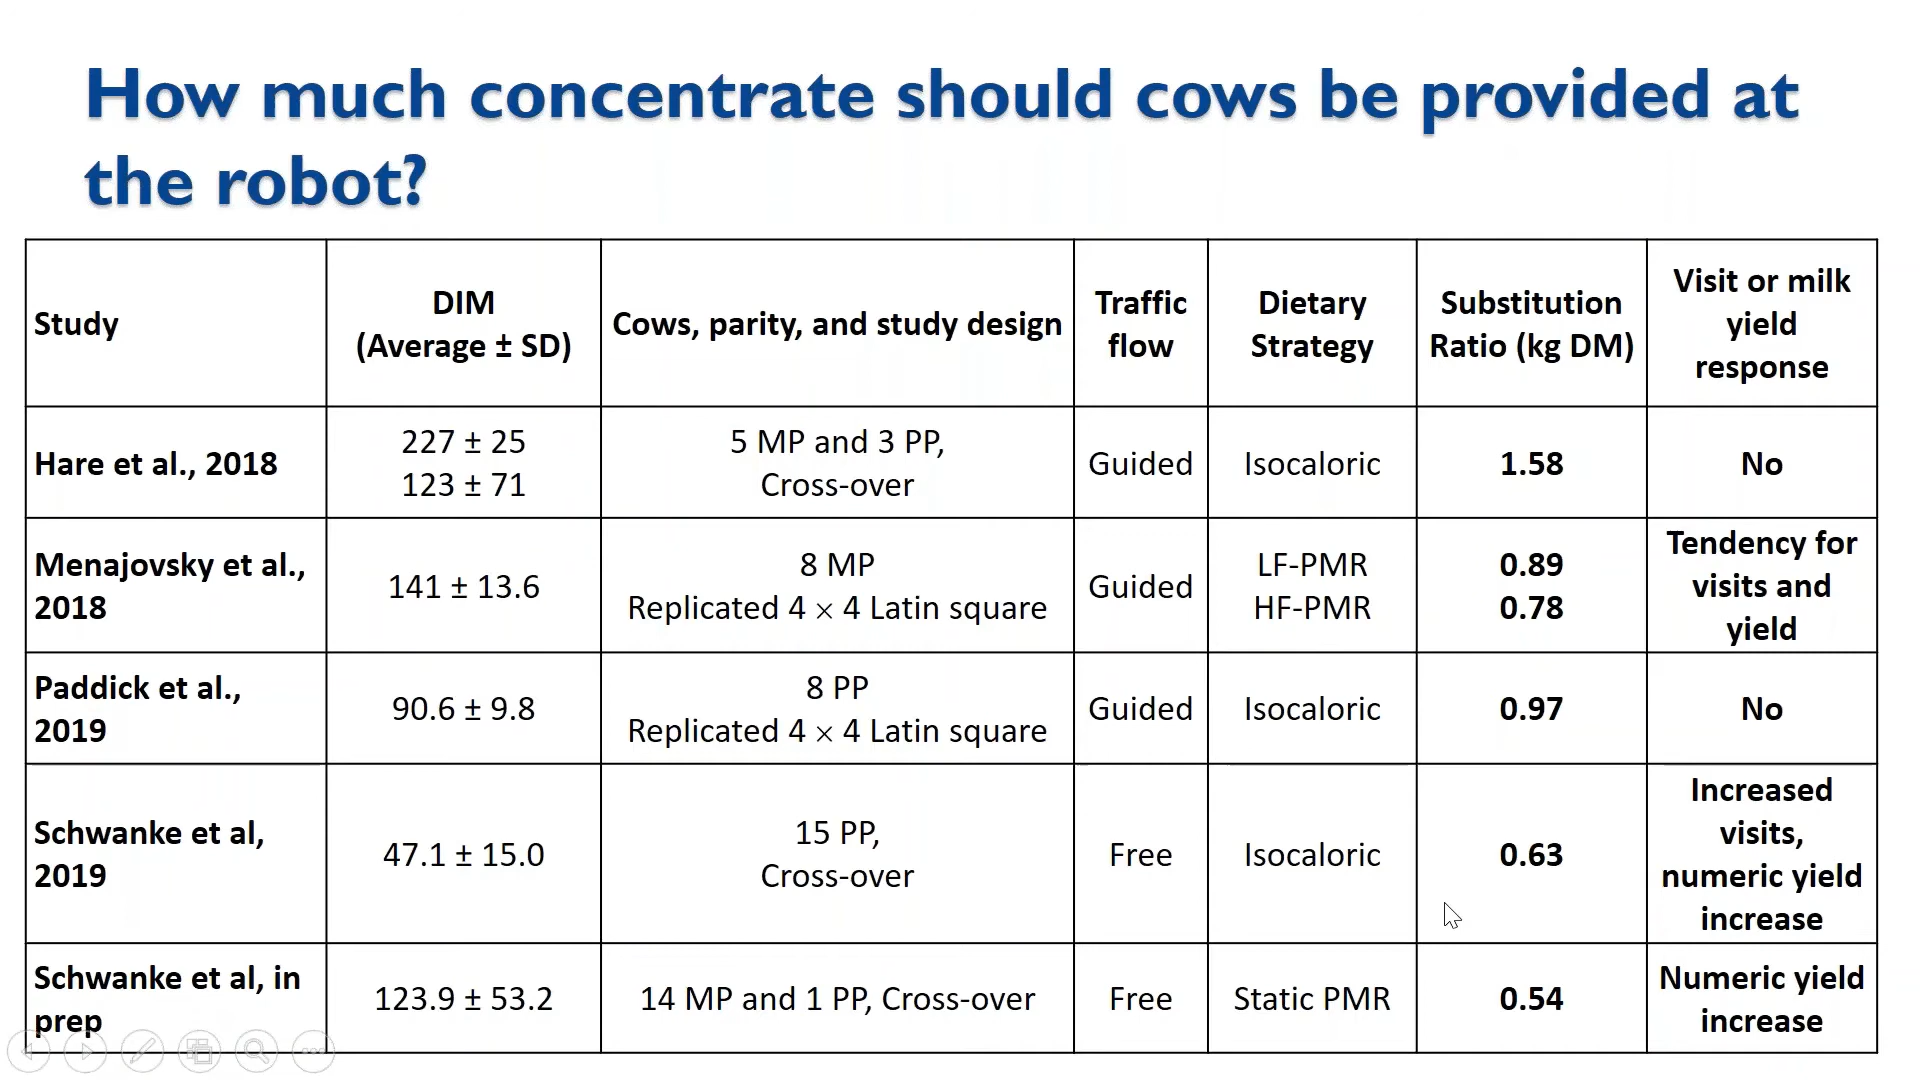 How much concentrate should cows be provided at
the robot?
Study
DIM
(Average ± SD)
Cows, parity, and study design
Traffic
flow
Dietary
Strategy
Substitution
Ratio (kg DM)
Visit or milk
yield
response
Hare et al., 2018
227 ± 25
123 ± 71
5 MP and 3 PP,
Cross-over
Guided
Isocaloric
1.58
No
Menajovsky et al.,
2018
141 ± 13.6
8 MP
Replicated 4 × 4 Latin square
Guided
LF-PMR
HF-PMR
0.89
0.78
Tendency for
visits and
yield
Paddick et al.,
2019
90.6 ± 9.8
8 PP
Replicated 4 × 4 Latin square
Guided
Isocaloric
0.97
No
Schwanke et al,
2019
47.1 ± 15.0
15 PP,
Cross-over
Free
Isocaloric
0.63
Increased
visits,
numeric yield
increase
Schwanke et al, in
prep
123.9 ± 53.2
14 MP and 1 PP, Cross-over
Free
Static PMR
0.54
Numeric yield
increase